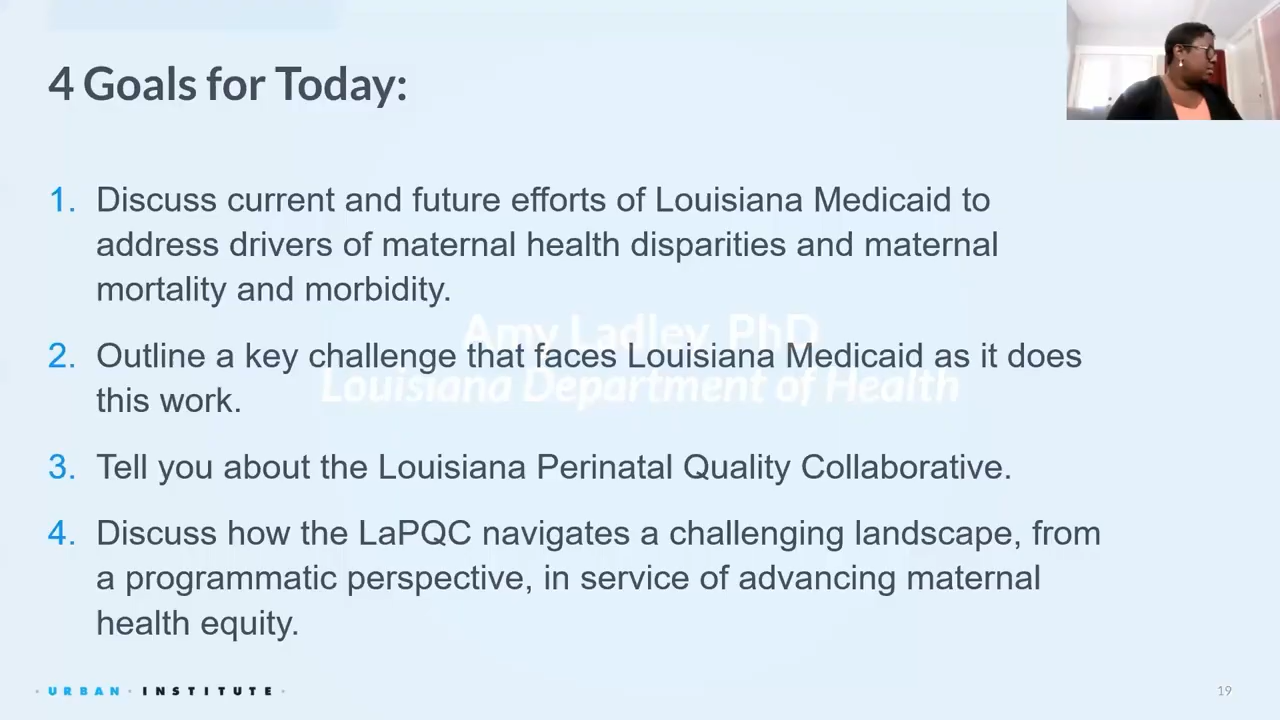 4 Goals for Today:
1. Discuss current and future efforts of Louisiana Medicaid to
address drivers of maternal health disparities and maternal
mortality and morbidity.
Amy Ladley, PhD
2. Outline a key challenge that faces Louisiana Medicaid as it does
Louisiana Department of Health
this work.
3. Tell you about the Louisiana Perinatal Quality Collaborative.
4. Discuss how the LaPQC navigates a challenging landscape, from
a programmatic perspective, in service of advancing maternal
health equity.
· URBAN · INSTITUTE ·
19